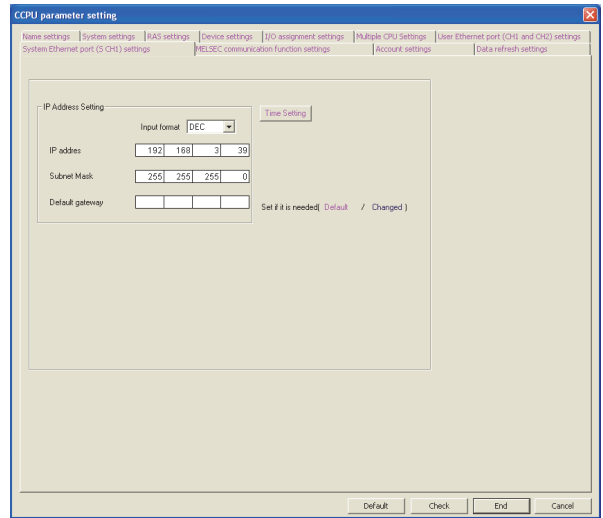 CCPU parameter setting
Name settings System settings RAS settings Device settings I/O assignment settings Multiple CPU Settings User Ethernet port (CH1 and CH2) settings
System Ethernet port (S CH1) settings MELSEC communication function settings Account settings Data refresh settings
IP Address Setting
Time Setting
Input format DEC
IP addres 192 168 3 39
Subnet Mask 255 255 255 0
Default gateway
Set if it is needed( Default / Changed )
Default Check End Cancel